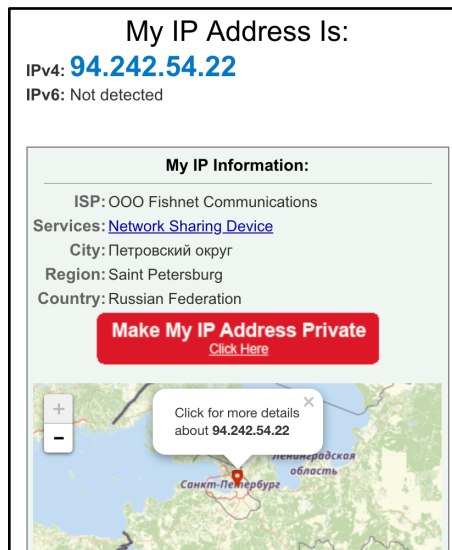 My IP Address Is:
IPv4: 94.242.54.22
IPv6: Not detected
My IP Information:
ISP: OOO Fishnet Communications
Services: Network Sharing Device
City: Петровский округ
Region: Saint Petersburg
Country: Russian Federation
Make My IP Address Private
Click Here
+
-
×
Click for more details
about 94.242.54.22
Ленинградская
область
Санкт-Петербург